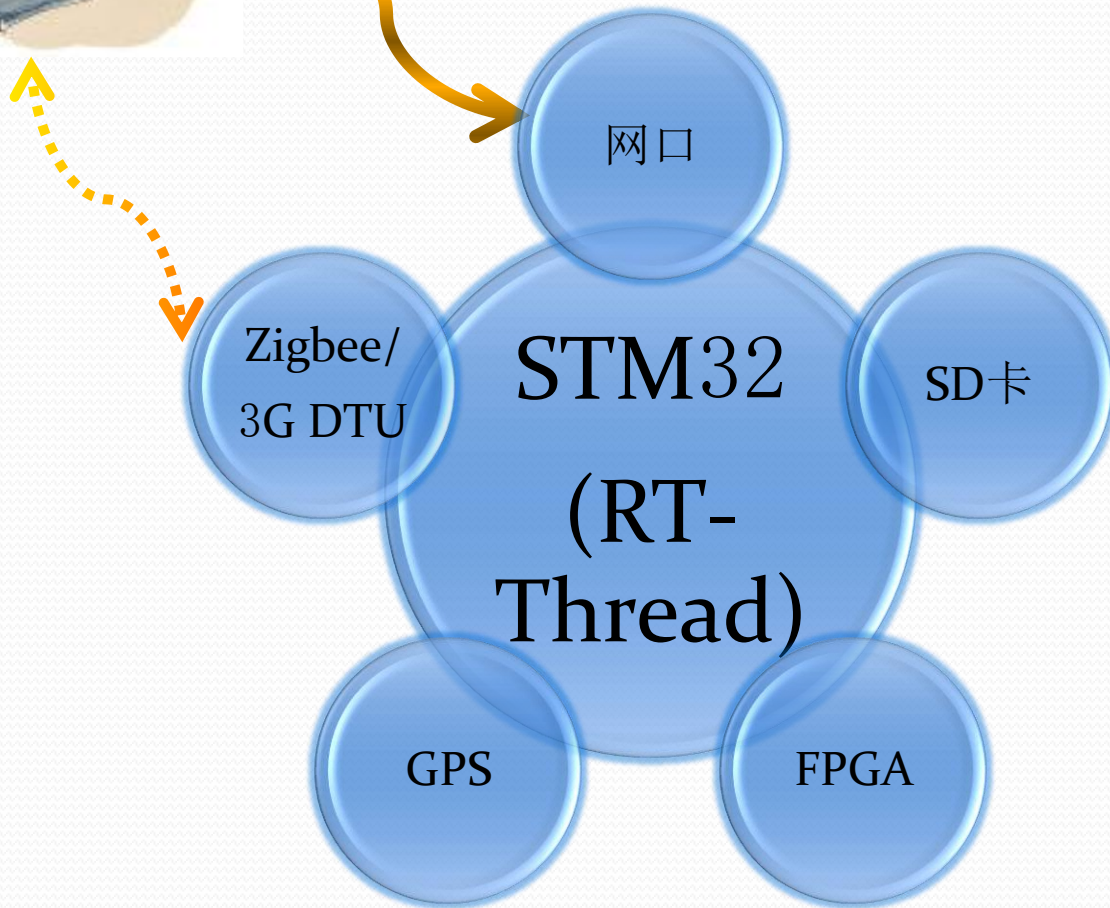 网口
Zigbee/
3G DTU
STM32
(RT-
Thread)
SD卡
GPS
FPGA